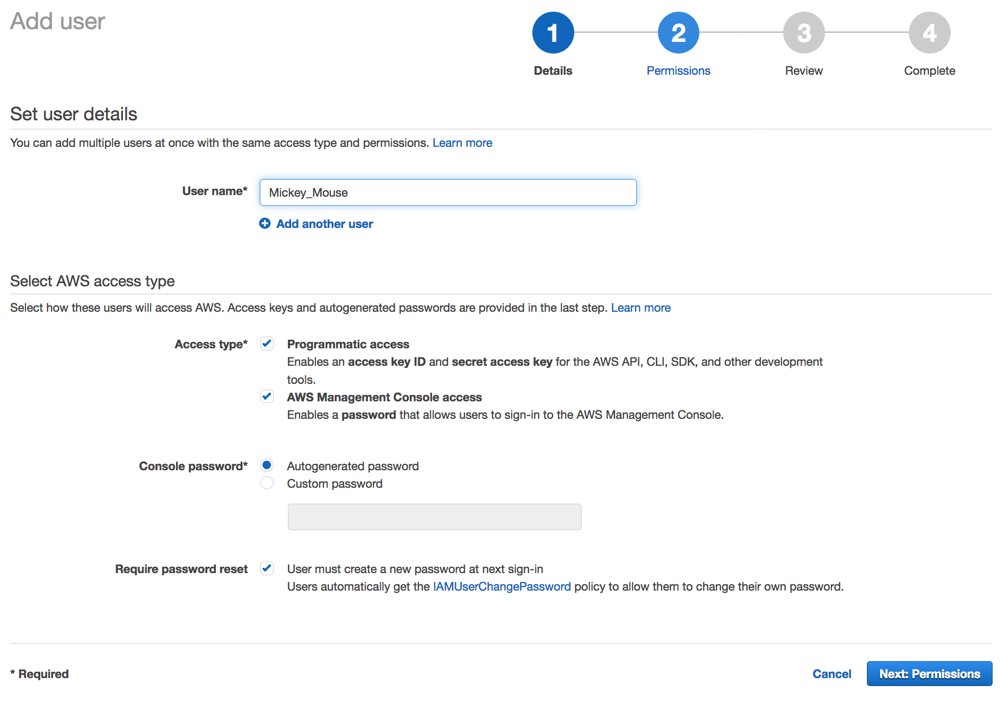 Add user
1
2
3
4
Details
Permissions
Review
Complete
Set user details
You can add multiple users at once with the same access type and permissions. Learn more
User name*
Mickey_Mouse
Add another user
Select AWS access type
Select how these users will access AWS. Access keys and autogenerated passwords are provided in the last step. Learn more
Access type*
Programmatic access
Enables an access key ID and secret access key for the AWS API, CLI, SDK, and other development
tools.
AWS Management Console access
Enables a password that allows users to sign-in to the AWS Management Console.
Console password*
Autogenerated password
Custom password
Require password reset
User must create a new password at next sign-in
Users automatically get the IAMUserChangePassword policy to allow them to change their own password.
* Required
Cancel
Next: Permissions